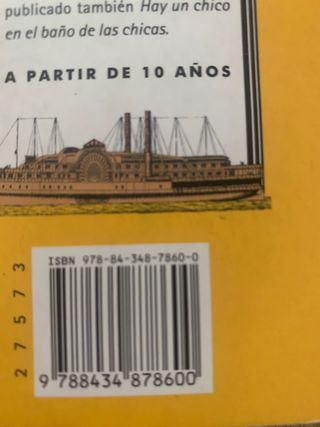 publicado también Hay un chico
en el baño de las chicas.
A PARTIR DE 10 AÑOS
ISBN 978-84-348-7860-0
9 788434 878600
27573